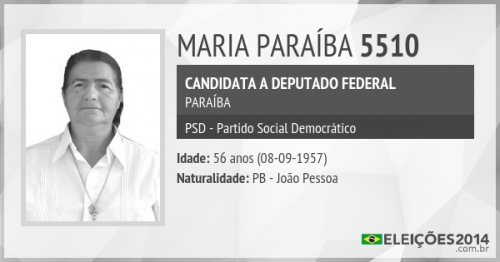 MARIA PARAÍBA 5510
CANDIDATA A DEPUTADO FEDERAL
PARAÍBA
PSD - Partido Social Democrático
Idade: 56 anos (08-09-1957)
Naturalidade: PB - João Pessoa
ELEIÇÕES2014
.com.br